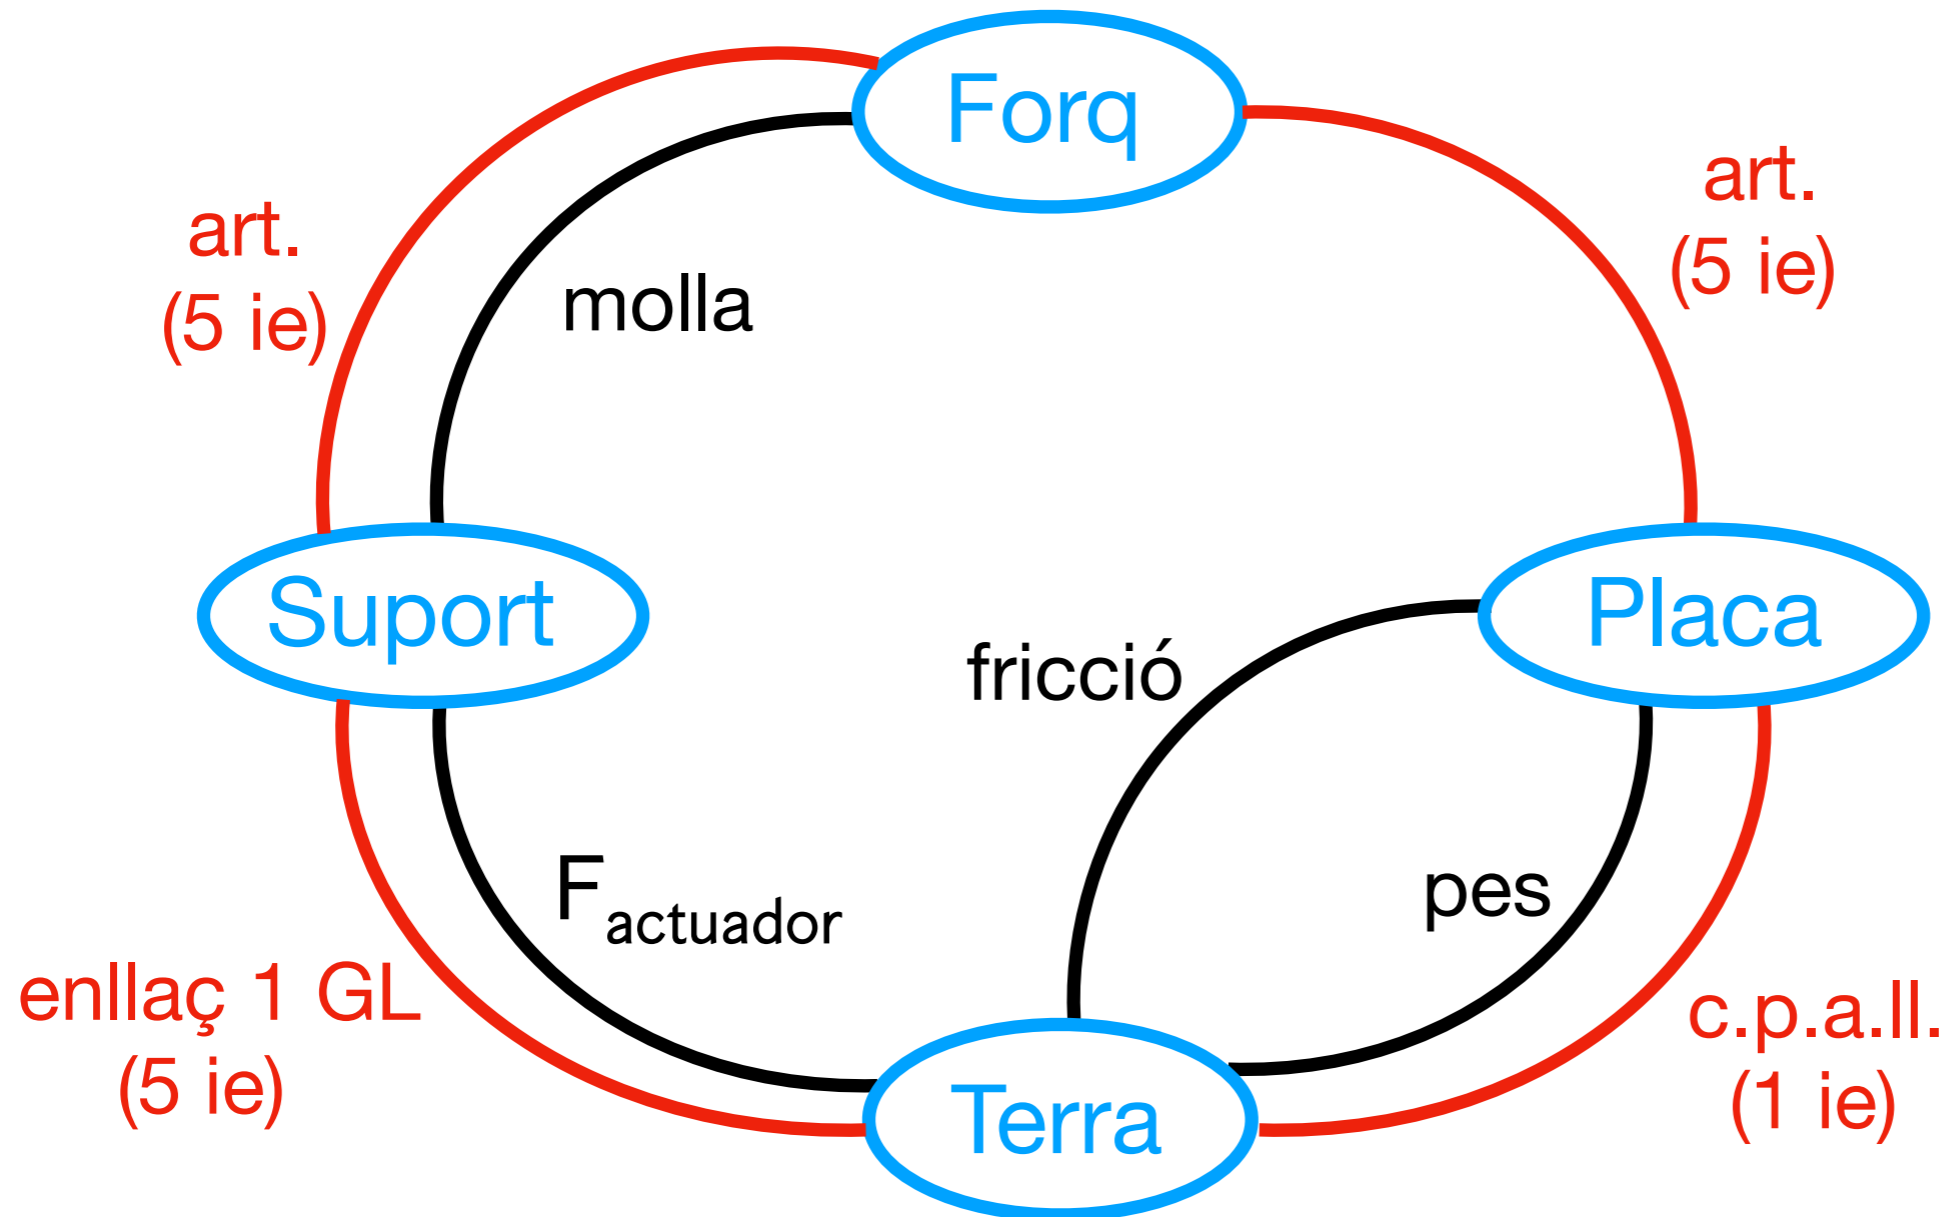 Forq
art.
(5 ie)
art.
(5 ie)
molla
Suport
Placa
fricció
F actuador
pes
enllaç 1 GL
(5 ie)
c.p.a.ll.
(1 ie)
Terra